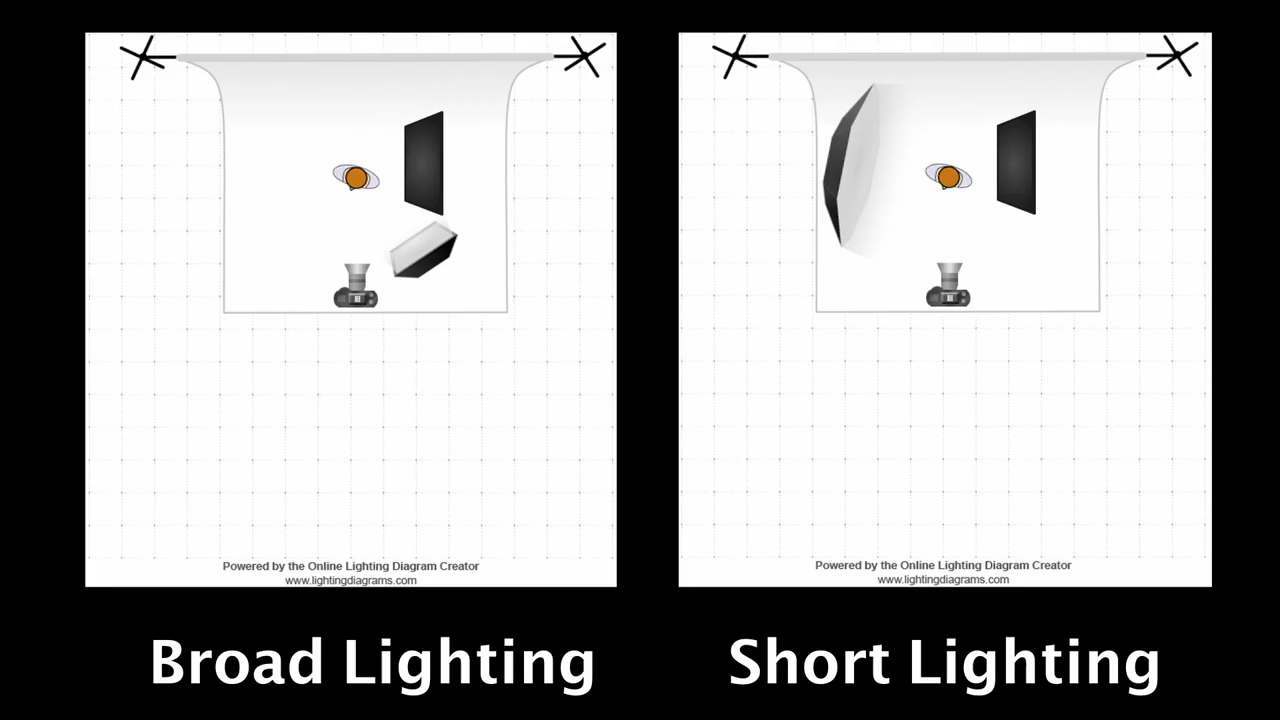 Powered by the Online Lighting Diagram Creator
www.lightingdiagrams.com
Powered by the Online Lighting Diagram Creator
www.lightingdiagrams.com
Broad Lighting
Short Lighting